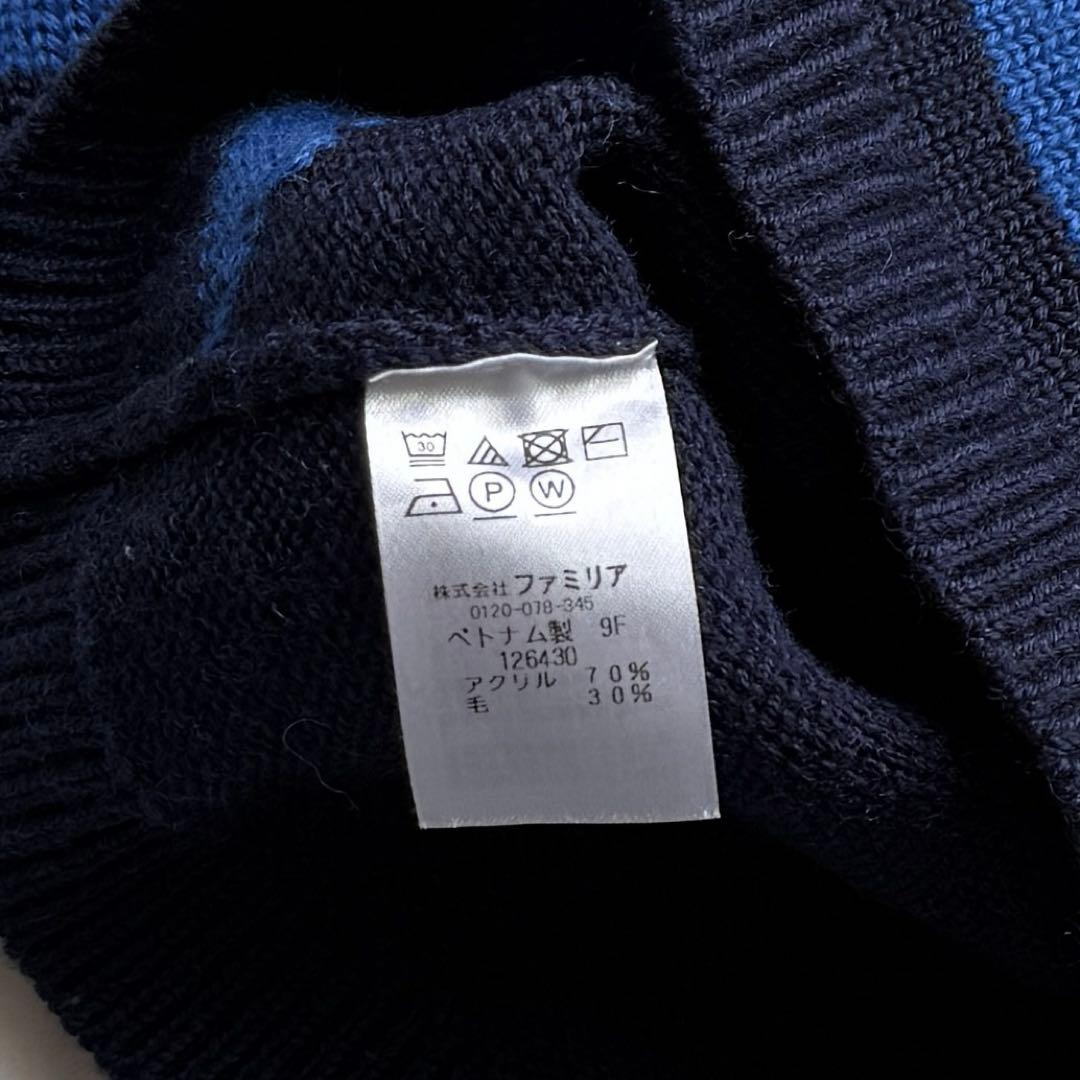 30
P W
株式会社ファミリア
0120-078-345
ベトナム製 9F
126430
アクリル 70%
毛 30%